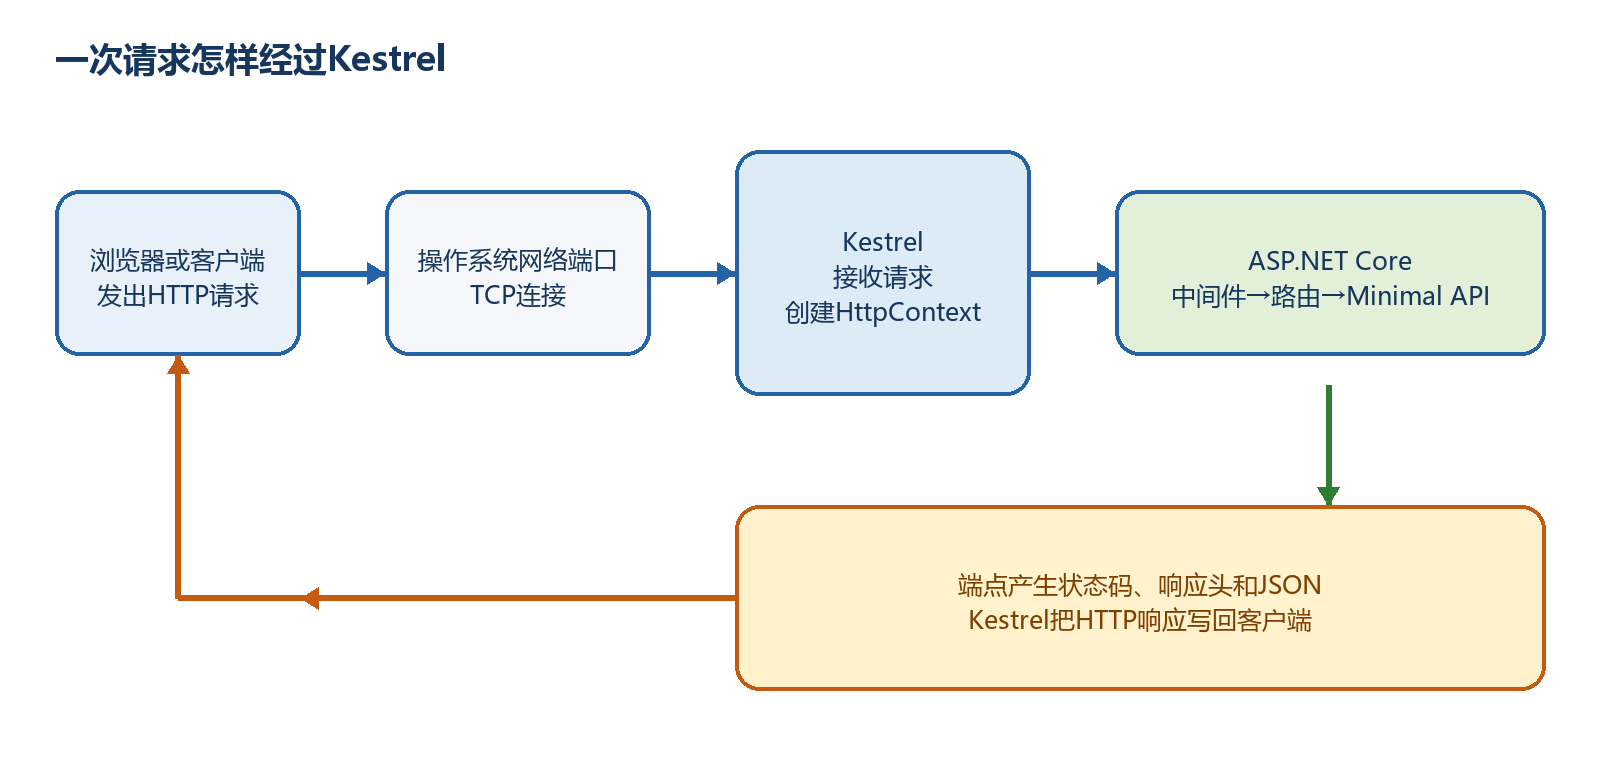 一次请求怎样经过Kestrel
浏览器或客户端
发出HTTP请求
操作系统网络端口
TCP连接
Kestrel
接收请求
创建HttpContext
ASP.NET Core
中间件→路由→Minimal API
端点产生状态码、响应头和JSON
Kestrel把HTTP响应写回客户端